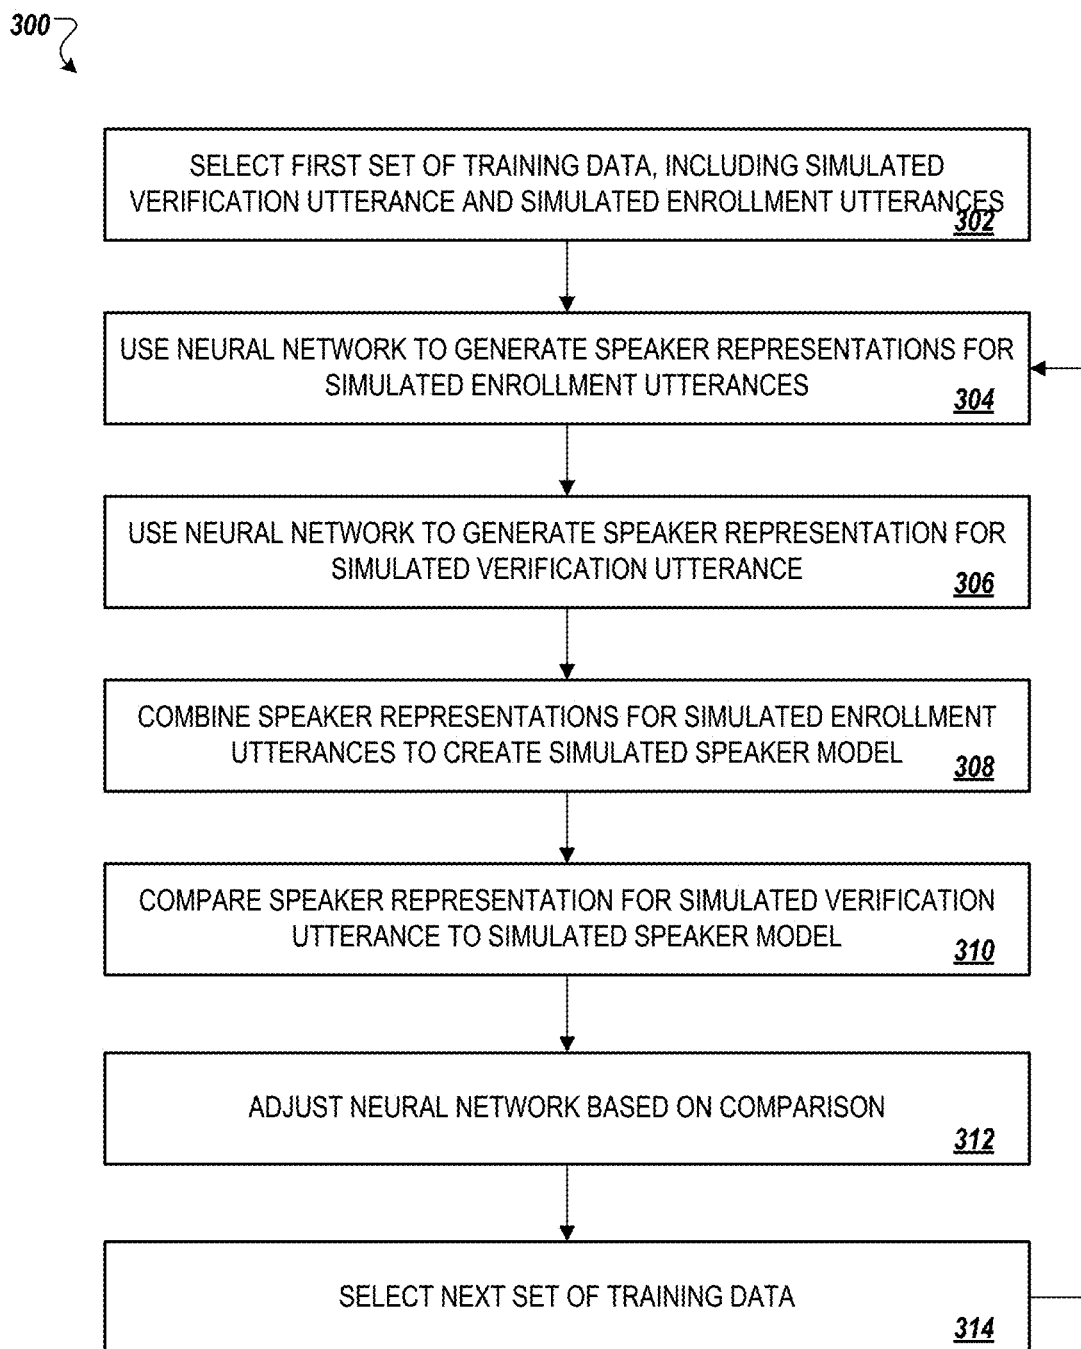 300
SELECT FIRST SET OF TRAINING DATA, INCLUDING SIMULATED
VERIFICATION UTTERANCE AND SIMULATED ENROLLMENT UTTERANCES
302
USE NEURAL NETWORK TO GENERATE SPEAKER REPRESENTATIONS FOR
SIMULATED ENROLLMENT UTTERANCES
304
USE NEURAL NETWORK TO GENERATE SPEAKER REPRESENTATION FOR
SIMULATED VERIFICATION UTTERANCE
306
COMBINE SPEAKER REPRESENTATIONS FOR SIMULATED ENROLLMENT
UTTERANCES TO CREATE SIMULATED SPEAKER MODEL
308
COMPARE SPEAKER REPRESENTATION FOR SIMULATED VERIFICATION
UTTERANCE TO SIMULATED SPEAKER MODEL
310
ADJUST NEURAL NETWORK BASED ON COMPARISON
312
SELECT NEXT SET OF TRAINING DATA
314